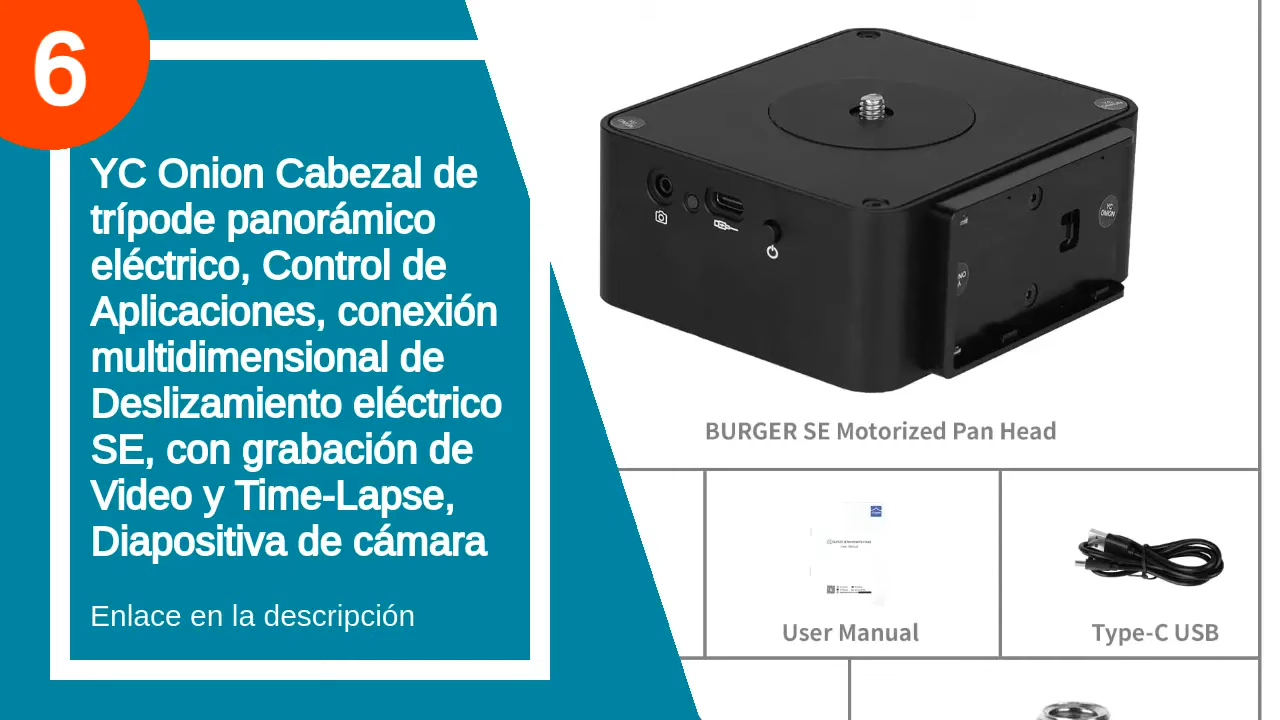 6
YC Onion Cabezal de
trípode panorámico
eléctrico, Control de
Aplicaciones, conexión
multidimensional de
Deslizamiento eléctrico
SE, con grabación de
Video y Time-Lapse,
Diapositiva de cámara
Enlace en la descripción
YC
ONION
BURGER SE Motorized Pan Head
User Manual
Type-C USB